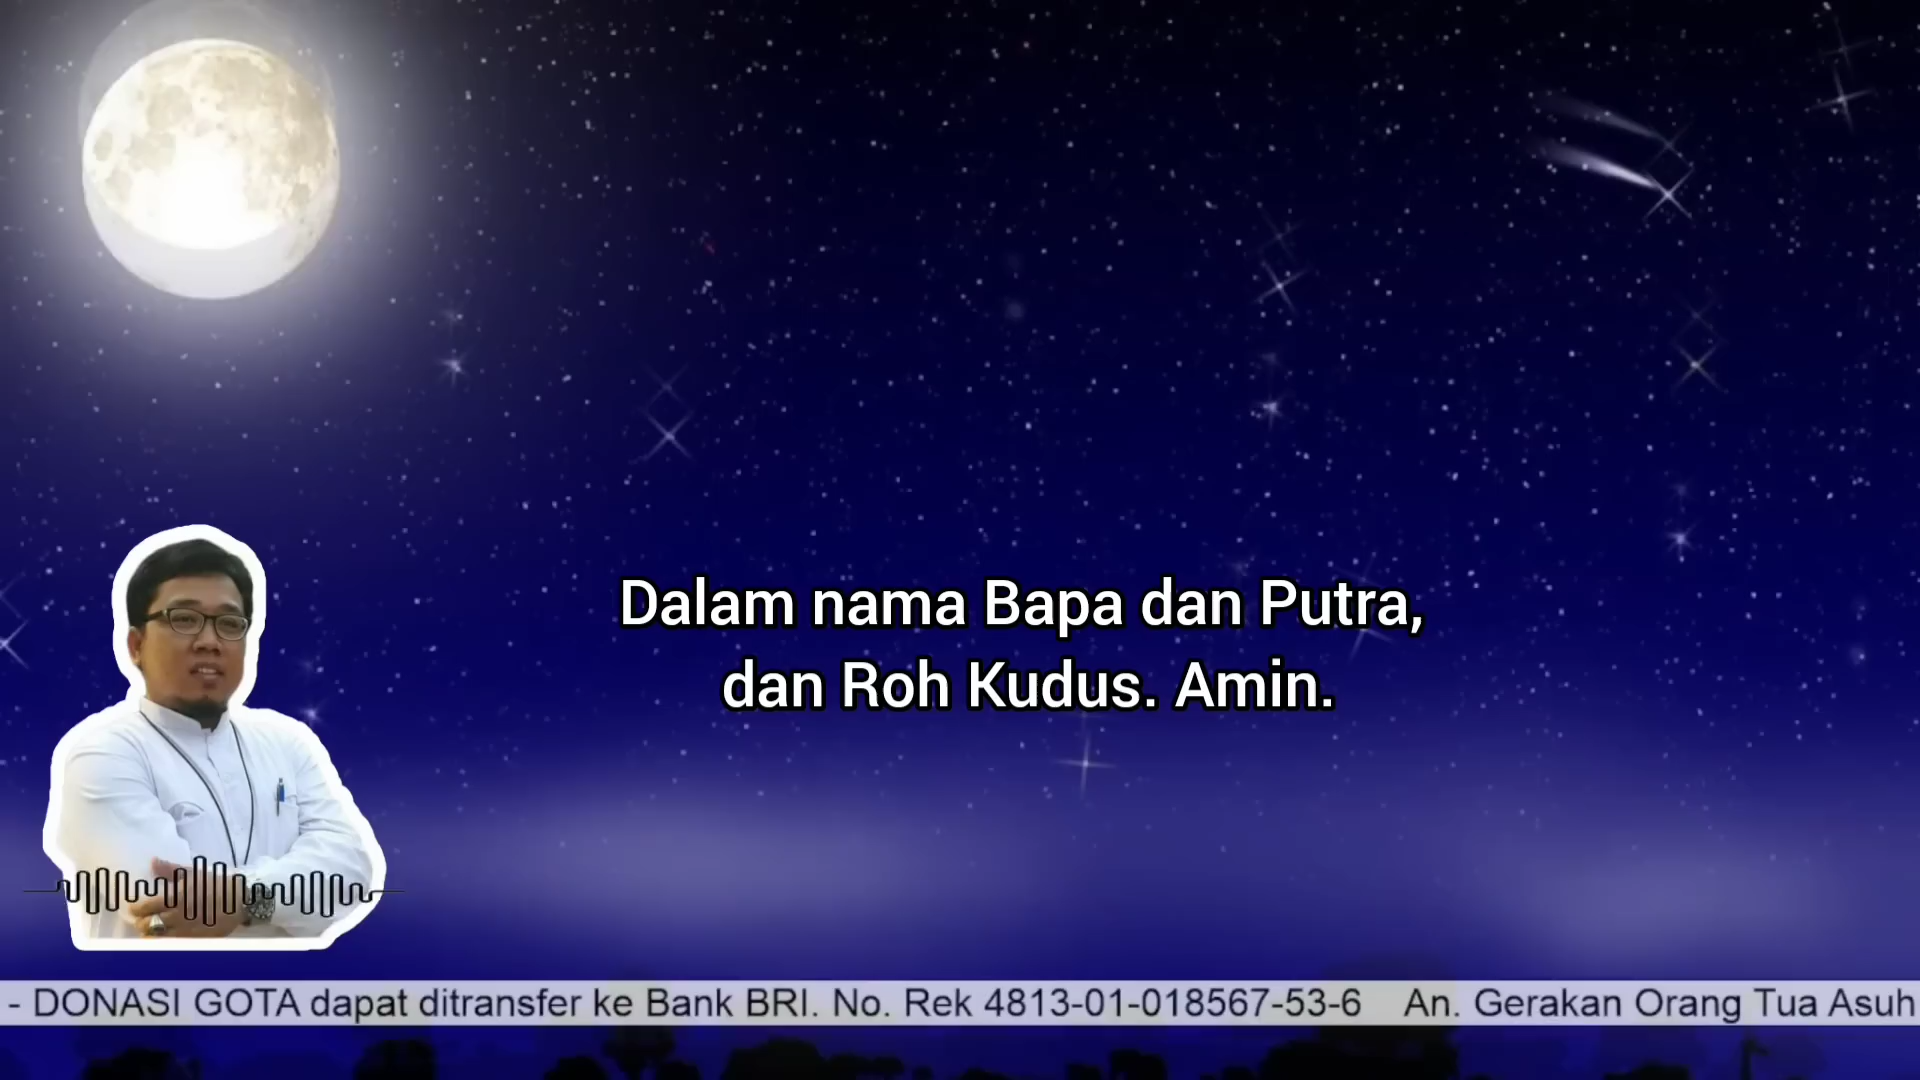 Dalam nama Bapa dan Putra,
dan Roh Kudus. Amin.
- DONASI GOTA dapat ditransfer ke Bank BRI. No. Rek 4813-01-018567-53-6 An. Gerakan Orang Tua Asuh